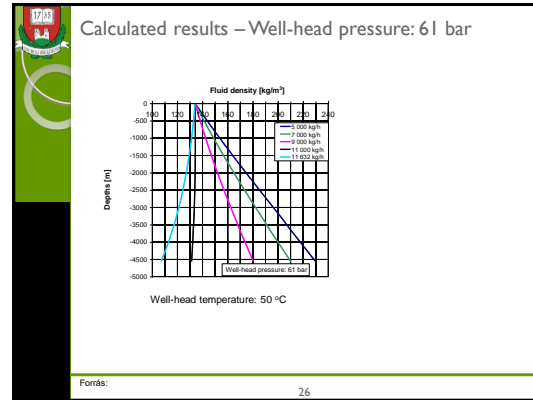 17 35
Calculated results – Well-head pressure: 61 bar
Fluid density [kg/m³]
100 120 140 160 180 200 220 240
0
-500
-1000
-1500
-2000
-2500
-3000
-3500
-4000
-4500
-5000
Depths [m]
5 000 kg/h
7 000 kg/h
9 000 kg/h
11 000 kg/h
11 632 kg/h
Well-head pressure: 61 bar
Well-head temperature: 50 ºC
Forrás:
26